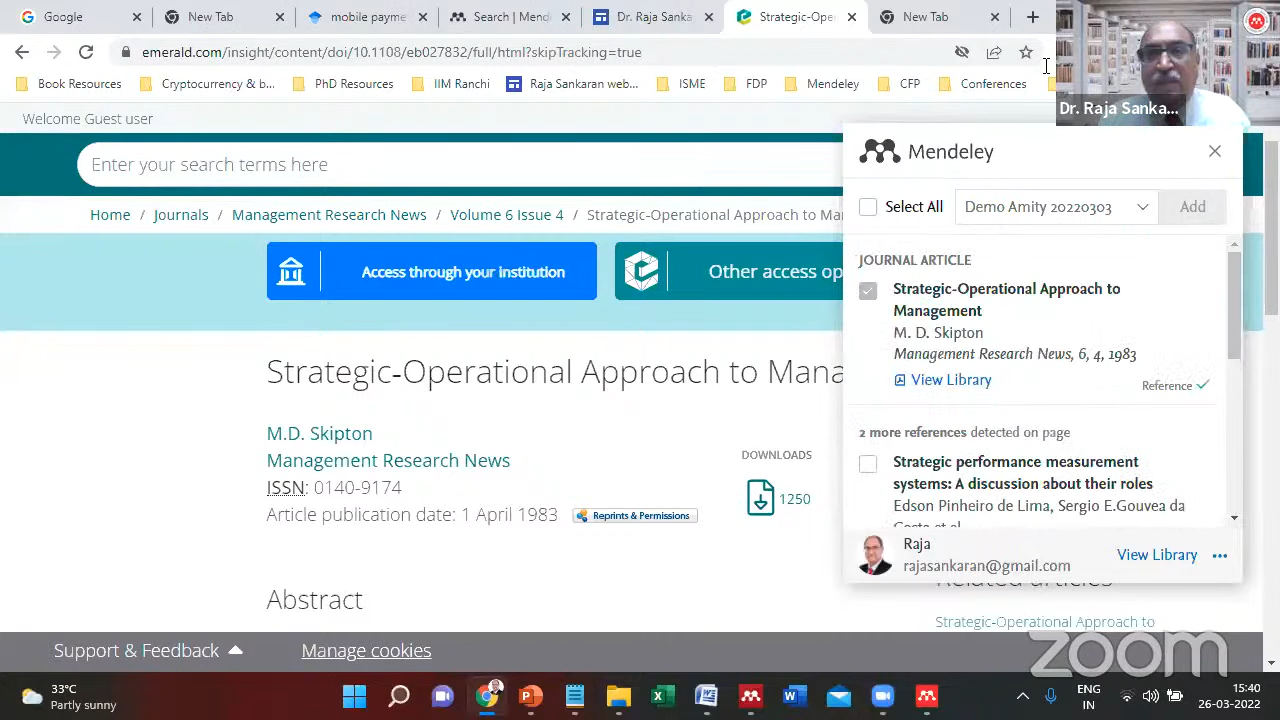 Google
New Tab
mobile payme
Search | Men
Dr. Raja Sanka
Strategic-Ope
New Tab
emerald.com/insight/content/doi/10.1108/eb027832/full/html?skipTracking=true
Book Resources
Cryptocurrency & b...
PhD Resources
IIM Ranchi
Raja Sankaran web...
ISME
FDP
Mendeley
CFP
Conferences
Dr. Raja Sanka...
Welcome Guest user
Enter your search terms here
Home / Journals / Management Research News / Volume 6 Issue 4 / Strategic-Operational Approach to Ma
Access through your institution
Other access op
Strategic-Operational Approach to Mana
M.D. Skipton
Management Research News
ISSN: 0140-9174
Article publication date: 1 April 1983
Reprints & Permissions
DOWNLOADS
1250
Abstract
Mendeley
Select All
Demo Amity 20220303
Add
JOURNAL ARTICLE
Strategic-Operational Approach to
Management
M. D. Skipton
Management Research News, 6, 4, 1983
View Library
Reference
2 more references detected on page
Strategic performance measurement
systems: A discussion about their roles
Edson Pinheiro de Lima, Sergio E.Gouvea da
Costa et al
Raja
rajasankaran@gmail.com
View Library
Related articles
Strategic-Operational Approach to
Support & Feedback
Manage cookies
zoom
33°C
Partly sunny
ENG
IN
15:40
26-03-2022